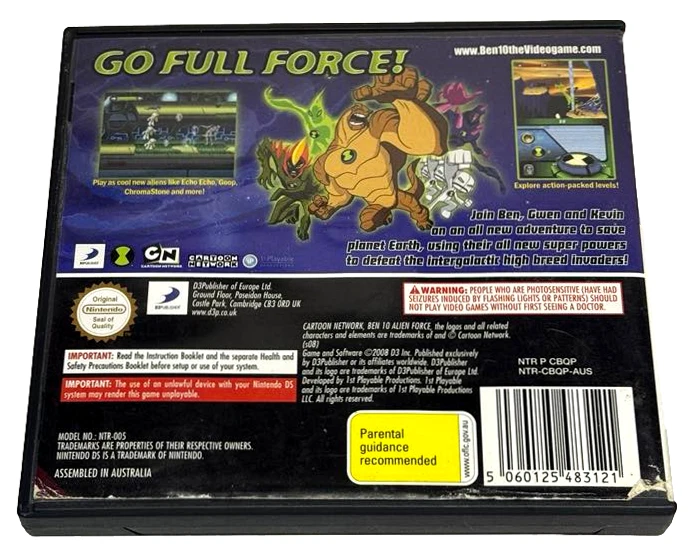 GO FULL FORCE!
www.Ben10theVideogame.com
Play as cool new aliens like Echo Echo, Goop,
ChromaStone and more!
Explore action-packed levels!
Join Ben, Gwen and Kevin
on an all new adventure to save
planet Earth, using their all new super powers
to defeat the intergalactic high breed invaders!
D3PUBLISHER
CN
CARTOON NETWORK
CARTOON
NETWORK
1st Playable
Original
Nintendo
Seal of
Quality
D3PUBLISHER
D3Publisher of Europe Ltd.
Ground Floor, Poseidon House,
Castle Park, Cambridge CB3 0RD UK
www.d3p.co.uk
WARNING: PEOPLE WHO ARE PHOTOSENSITIVE (HAVE HAD
SEIZURES INDUCED BY FLASHING LIGHTS OR PATTERNS) SHOULD
NOT PLAY VIDEO GAMES WITHOUT FIRST SEEING A DOCTOR.
CARTOON NETWORK, BEN 10 ALIEN FORCE, the logos and all related
characters and elements are trademarks of and © Cartoon Network.
(s08)
Game and Software ©2008 D3 Inc. Published exclusively
by D3Publisher or its affiliates worldwide. D3Publisher
and its logo are trademarks of D3Publisher of Europe Ltd.
Developed by 1st Playable Productions. 1st Playable
and its logo are trademarks of 1st Playable Productions
LLC. All rights reserved.
NTR P CBQP
NTR-CBQP-AUS
IMPORTANT: Read the Instruction Booklet and the separate Health and
Safety Precautions Booklet before setup or use of your system.
IMPORTANT: The use of an unlawful device with your Nintendo DS
system may render this game unplayable.
MODEL NO.: NTR-005
TRADEMARKS ARE PROPERTIES OF THEIR RESPECTIVE OWNERS.
NINTENDO DS IS A TRADEMARK OF NINTENDO.
ASSEMBLED IN AUSTRALIA
Parental
guidance
recommended
www.oflc.gov.au
5 060125 483121